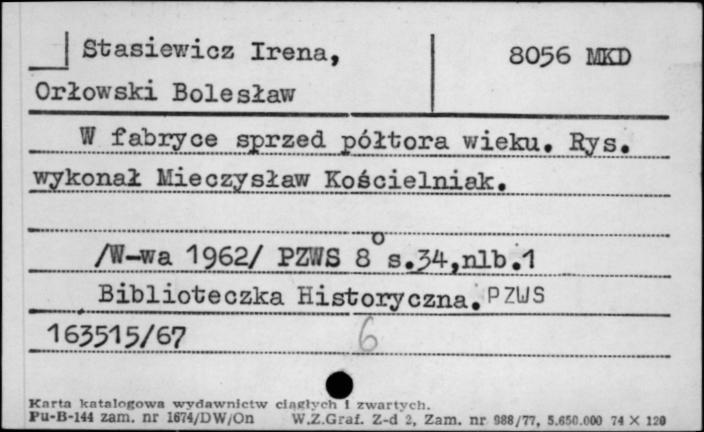 Stasiewicz Irena, 8056 MKD
Orłowski Bolesław
W fabryce sprzed półtora wieku. Rys.
wykonał Mieczysław Kościelniak.
/W-wa 1962/ PZWS 8° s.34,nlb.1
Biblioteczka Historyczna. PZWS
163515/67 6
Karta katalogowa wydawnictw ciągłych i zwartych.
Pu-B-144 zam. nr 1674/DW/On W.Z.Graf. Z-d 2, Zam. nr 988/77, 5.650.000 74 X 120